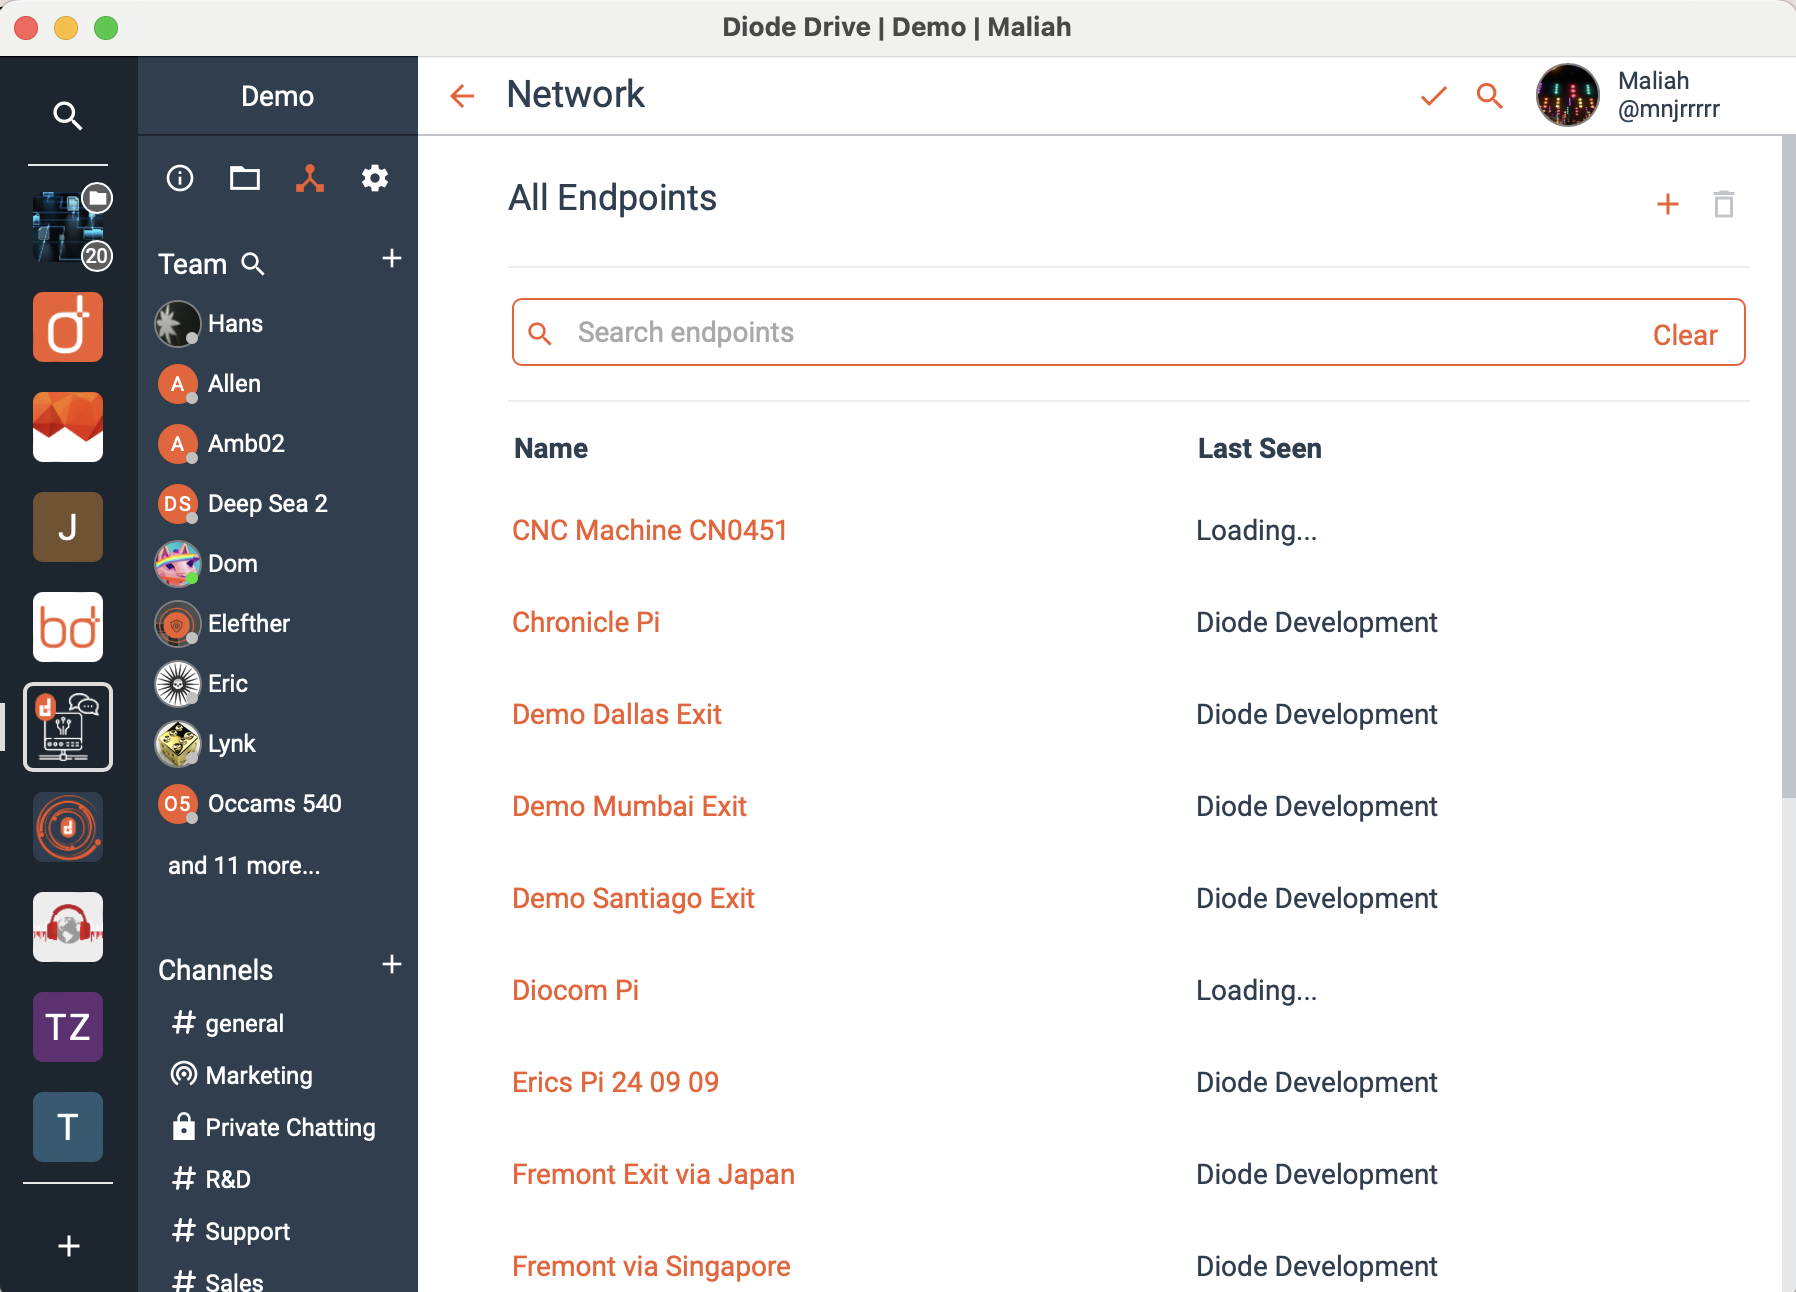 Diode Drive | Demo | Maliah
Demo
Network
Maliah
@mnjrrrrr
20
J
bd
TZ
T
Team
Hans
A Allen
A Amb02
DS Deep Sea 2
Dom
Elefther
Eric
Lynk
O5 Occams 540
and 11 more...
Channels
# general
Marketing
Private Chatting
# R&D
# Support
# Sales
All Endpoints
Search endpoints
Clear
Name Last Seen
CNC Machine CN0451 Loading...
Chronicle Pi Diode Development
Demo Dallas Exit Diode Development
Demo Mumbai Exit Diode Development
Demo Santiago Exit Diode Development
Diocom Pi Loading...
Erics Pi 24 09 09 Diode Development
Fremont Exit via Japan Diode Development
Fremont via Singapore Diode Development